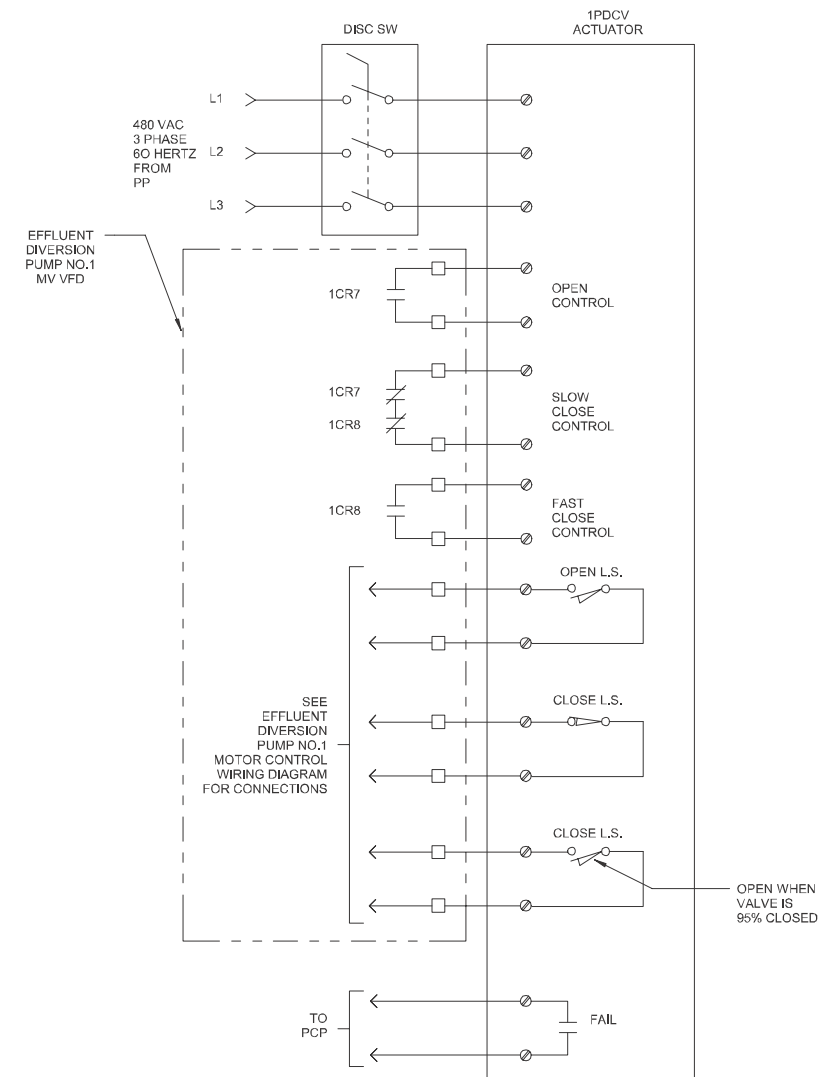 DISC SW
1PDCV
ACTUATOR
L1
480 VAC
3 PHASE
60 HERTZ
FROM
PP
L2
L3
EFFLUENT
DIVERSION
PUMP NO.1
MV VFD
1CR7
OPEN
CONTROL
1CR7
1CR8
SLOW
CLOSE
CONTROL
1CR8
FAST
CLOSE
CONTROL
OPEN L.S.
SEE
EFFLUENT
DIVERSION
PUMP NO.1
MOTOR CONTROL
WIRING DIAGRAM
FOR CONNECTIONS
CLOSE L.S.
CLOSE L.S.
OPEN WHEN
VALVE IS
95% CLOSED
TO
PCP
FAIL